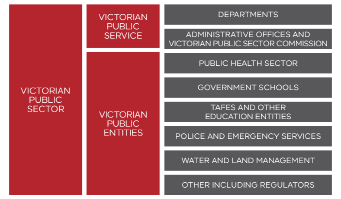 VICTORIAN
PUBLIC
SECTOR
VICTORIAN
PUBLIC
SERVICE
DEPARTMENTS
ADMINISTRATIVE OFFICES AND
VICTORIAN PUBLIC SECTOR COMMISSION
VICTORIAN
PUBLIC
ENTITIES
PUBLIC HEALTH SECTOR
GOVERNMENT SCHOOLS
TAFES AND OTHER
EDUCATION ENTITIES
POLICE AND EMERGENCY SERVICES
WATER AND LAND MANAGEMENT
OTHER INCLUDING REGULATORS